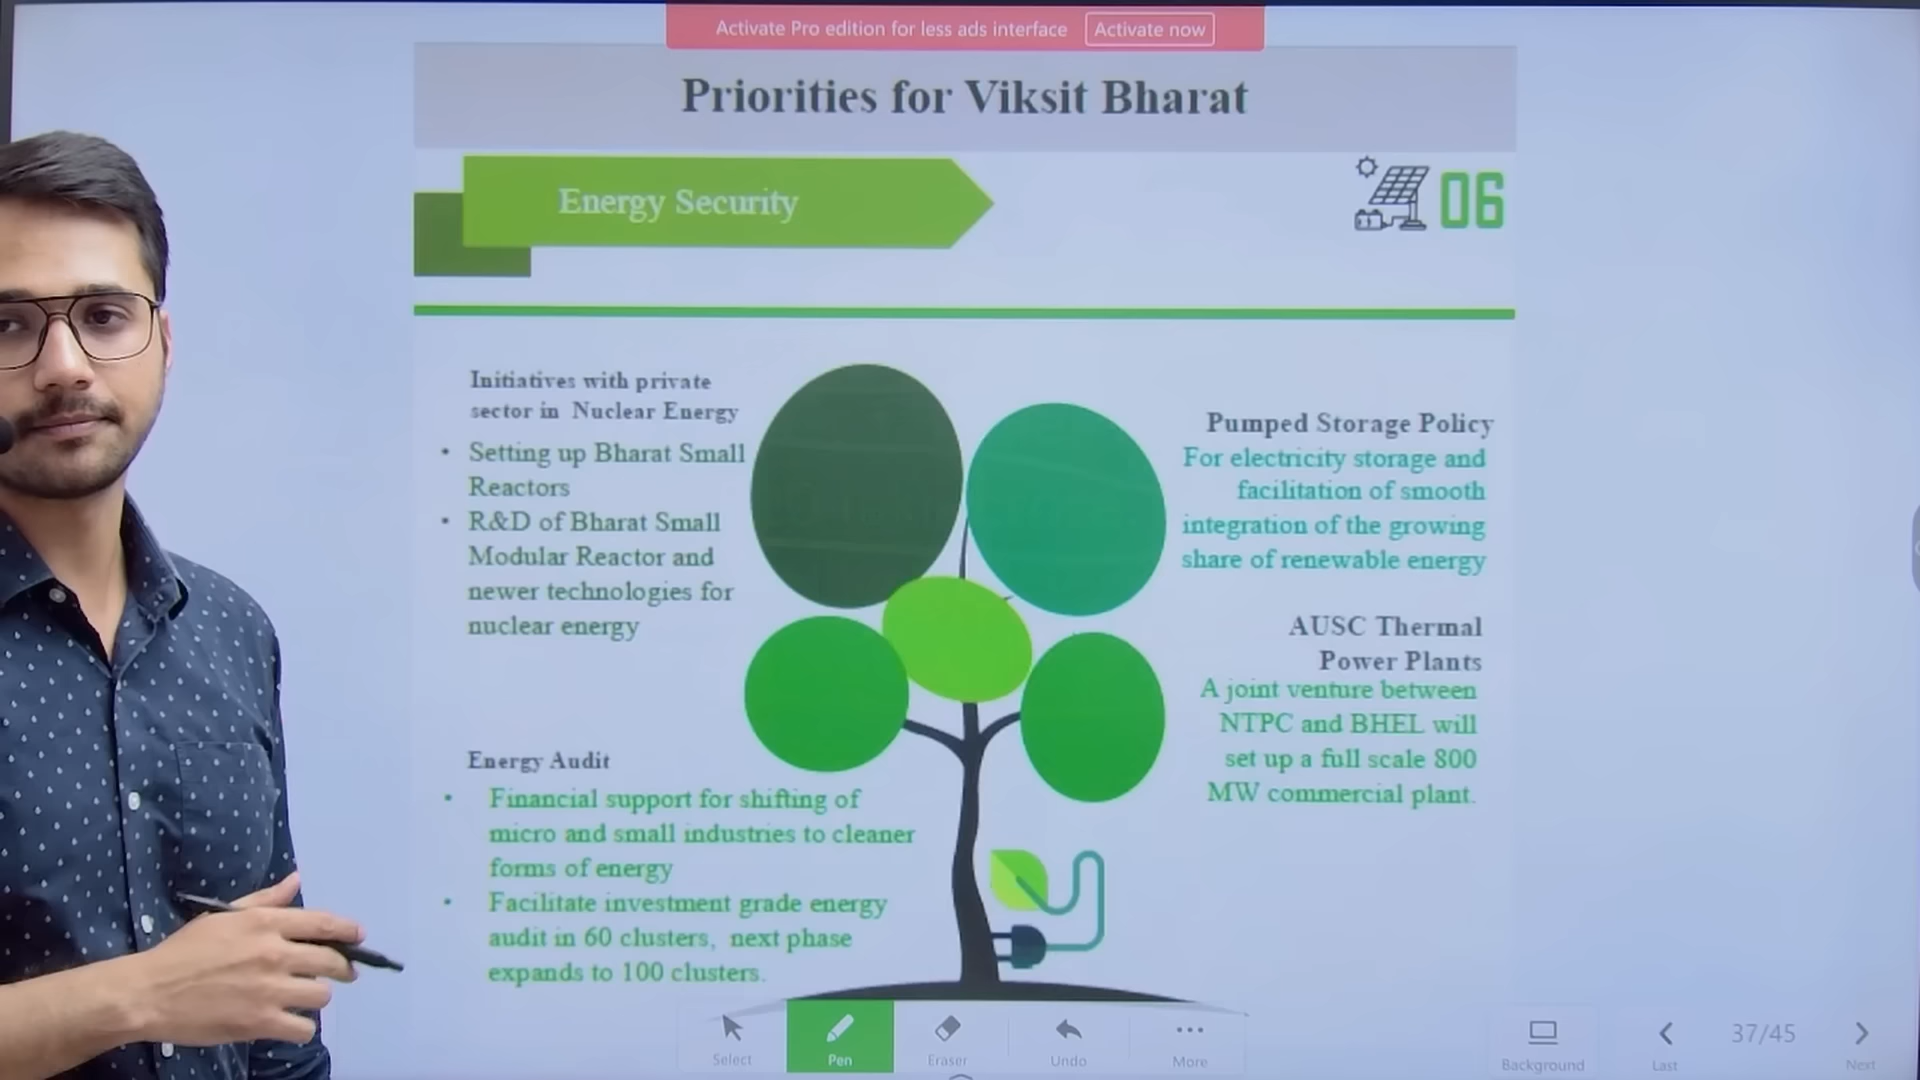 Activate Pro edition for less ads interface Activate now
Priorities for Viksit Bharat
Energy Security
06
Initiatives with private
sector in Nuclear Energy
• Setting up Bharat Small
Reactors
• R&D of Bharat Small
Modular Reactor and
newer technologies for
nuclear energy
Pumped Storage Policy
For electricity storage and
facilitation of smooth
integration of the growing
share of renewable energy
AUSC Thermal
Power Plants
A joint venture between
NTPC and BHEL will
set up a full scale 800
MW commercial plant.
Energy Audit
• Financial support for shifting of
micro and small industries to cleaner
forms of energy
• Facilitate investment grade energy
audit in 60 clusters, next phase
expands to 100 clusters.
Select
Pen
Eraser
Undo
More
Background
Last
37/45
Next